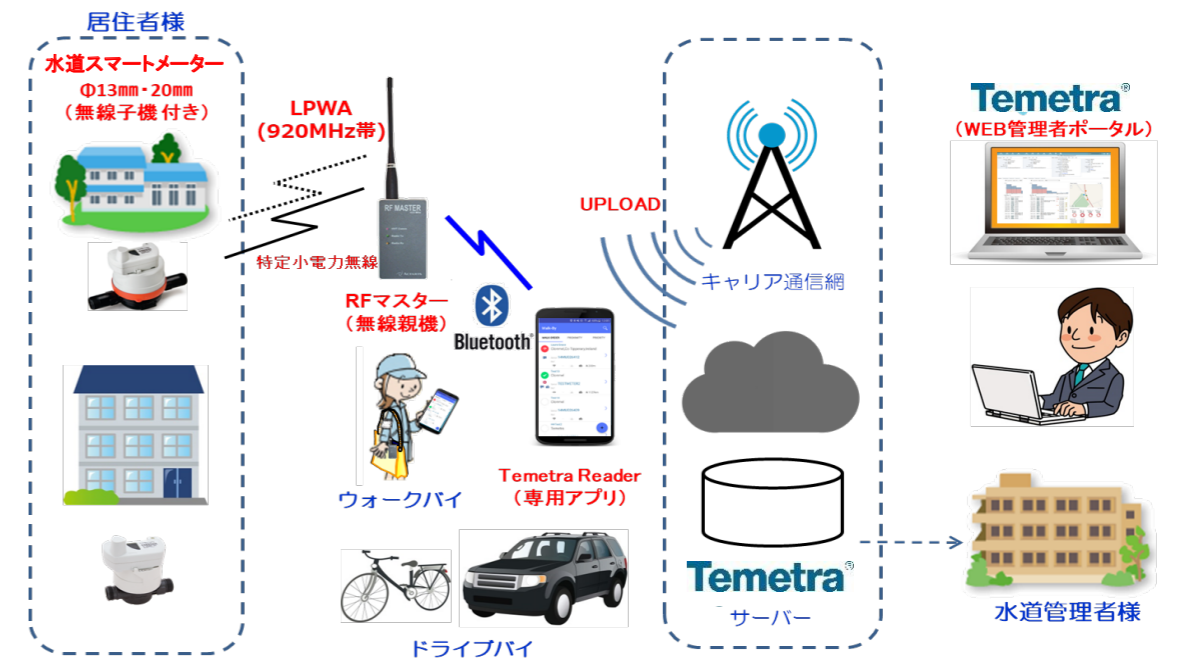 居住者様
水道スマートメーター
Φ13㎜・20㎜
（無線子機 付き）
LPWA
(920MHz帯)
RF MASTER
特定小電力無線
RFマスター
（無線親機）
Bluetooth®
ウォークバイ
Temetra Reader
（専用アプリ）
ドライブバイ
UPLOAD
キャリア通信網
Temetra®
サーバー
Temetra®
（WEB管理者ポータル）
水道管理者様